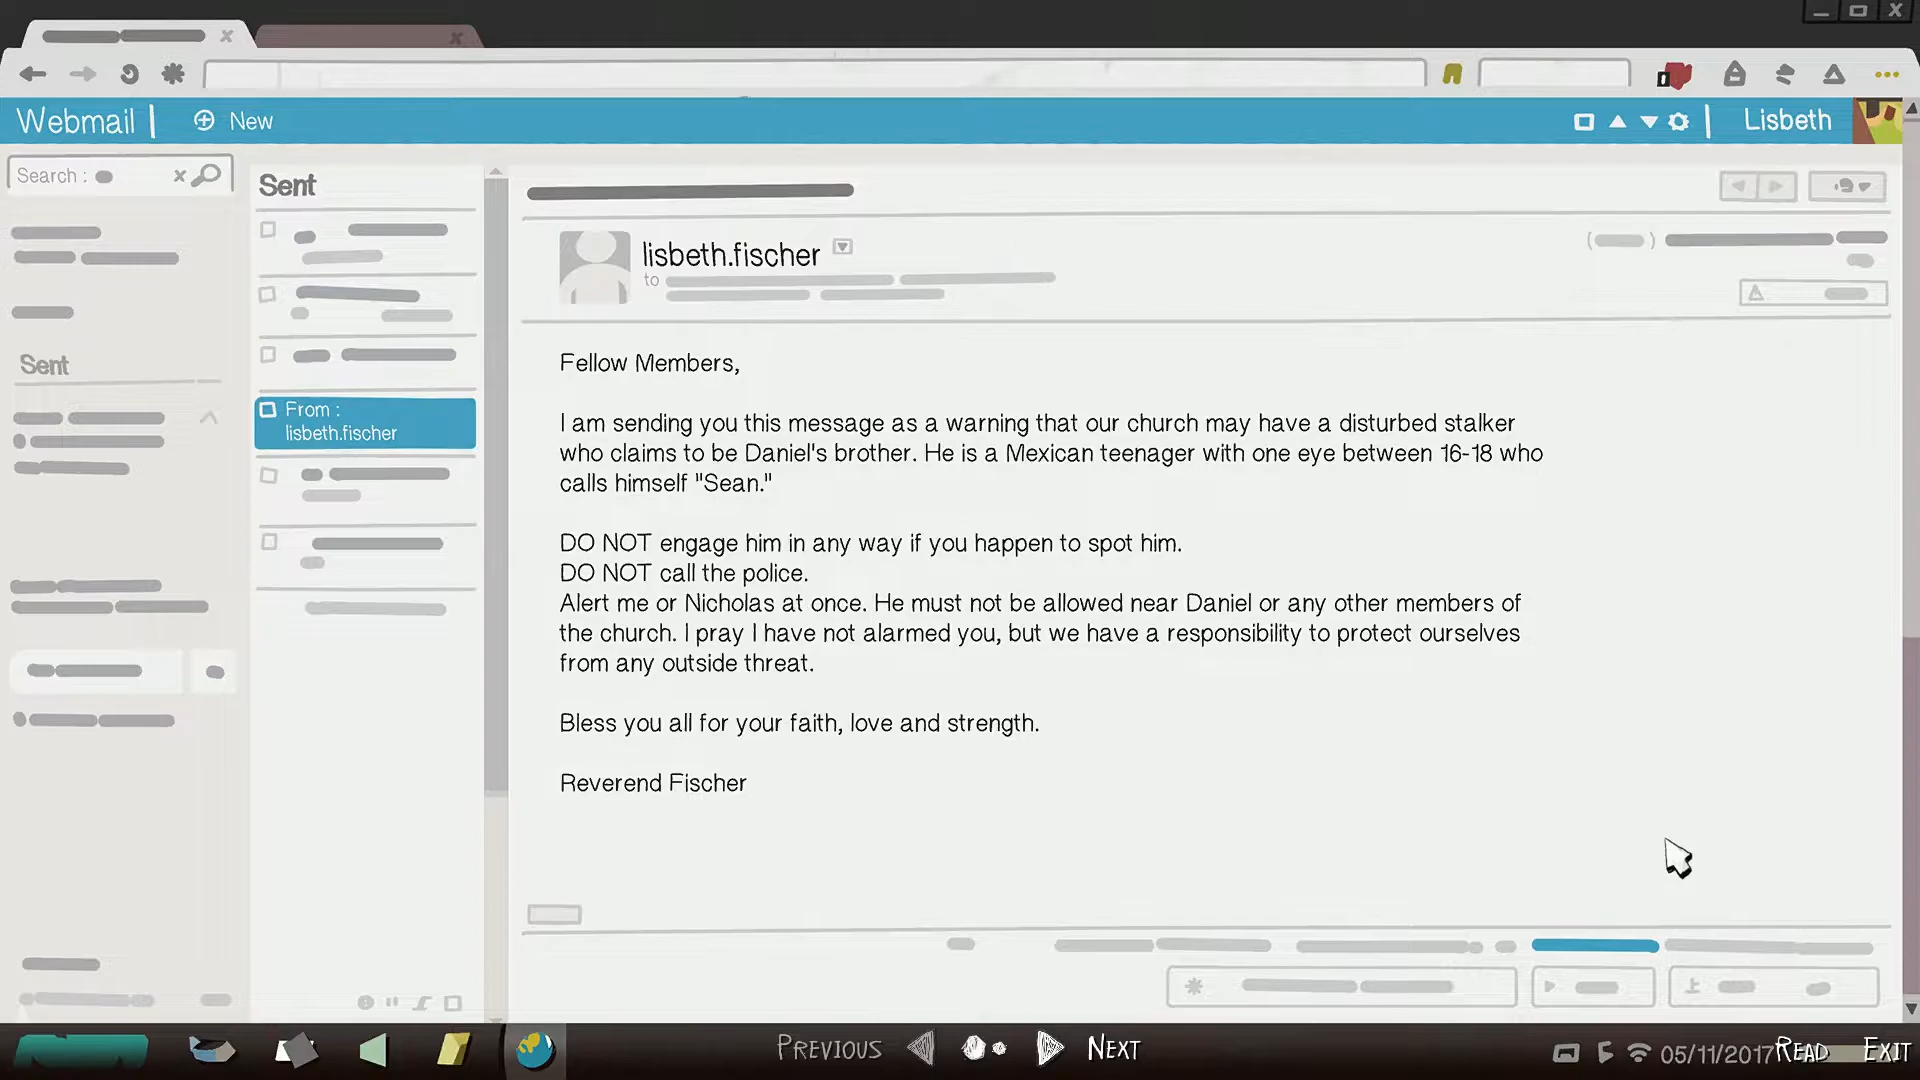 Webmail
New
Lisbeth
Search :
Sent
Sent
From :
lisbeth.fischer
lisbeth.fischer
to
Fellow Members,
I am sending you this message as a warning that our church may have a disturbed stalker
who claims to be Daniel's brother. He is a Mexican teenager with one eye between 16-18 who
calls himself "Sean."
DO NOT engage him in any way if you happen to spot him.
DO NOT call the police.
Alert me or Nicholas at once. He must not be allowed near Daniel or any other members of
the church. I pray I have not alarmed you, but we have a responsibility to protect ourselves
from any outside threat.
Bless you all for your faith, love and strength.
Reverend Fischer
PREVIOUS
NEXT
05/11/2017
READ
EXIT